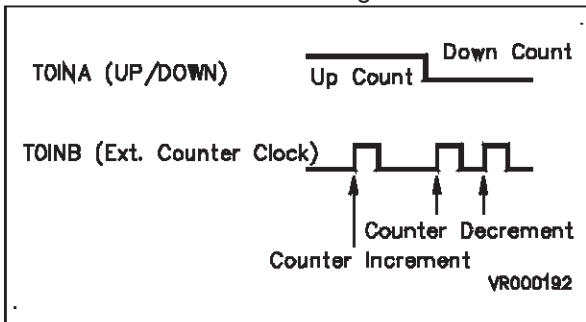 TOINA (UP/DOWN)
Down Count
Up Count
TOINB (Ext. Counter Clock)
Counter Decrement
Counter Increment
VR000192